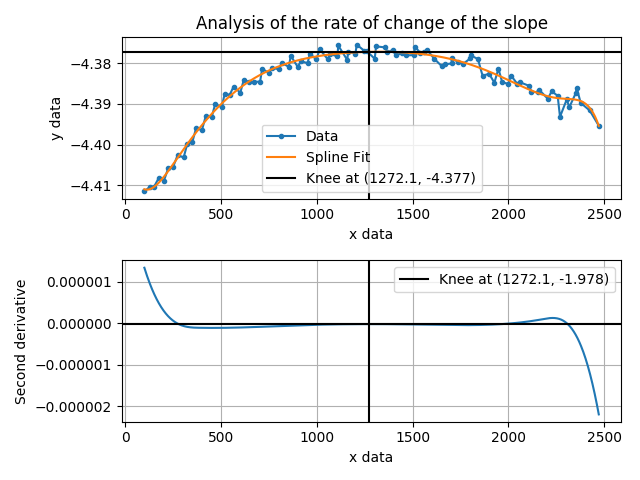 Analysis of the rate of change of the slope
−4.38
−4.39
−4.40
−4.41
y data
Data
Spline Fit
Knee at (1272.1, -4.377)
0 500 1000 1500 2000 2500
x data
Knee at (1272.1, -1.978)
0.000001
0.000000
−0.000001
−0.000002
Second derivative
0 500 1000 1500 2000 2500
x data